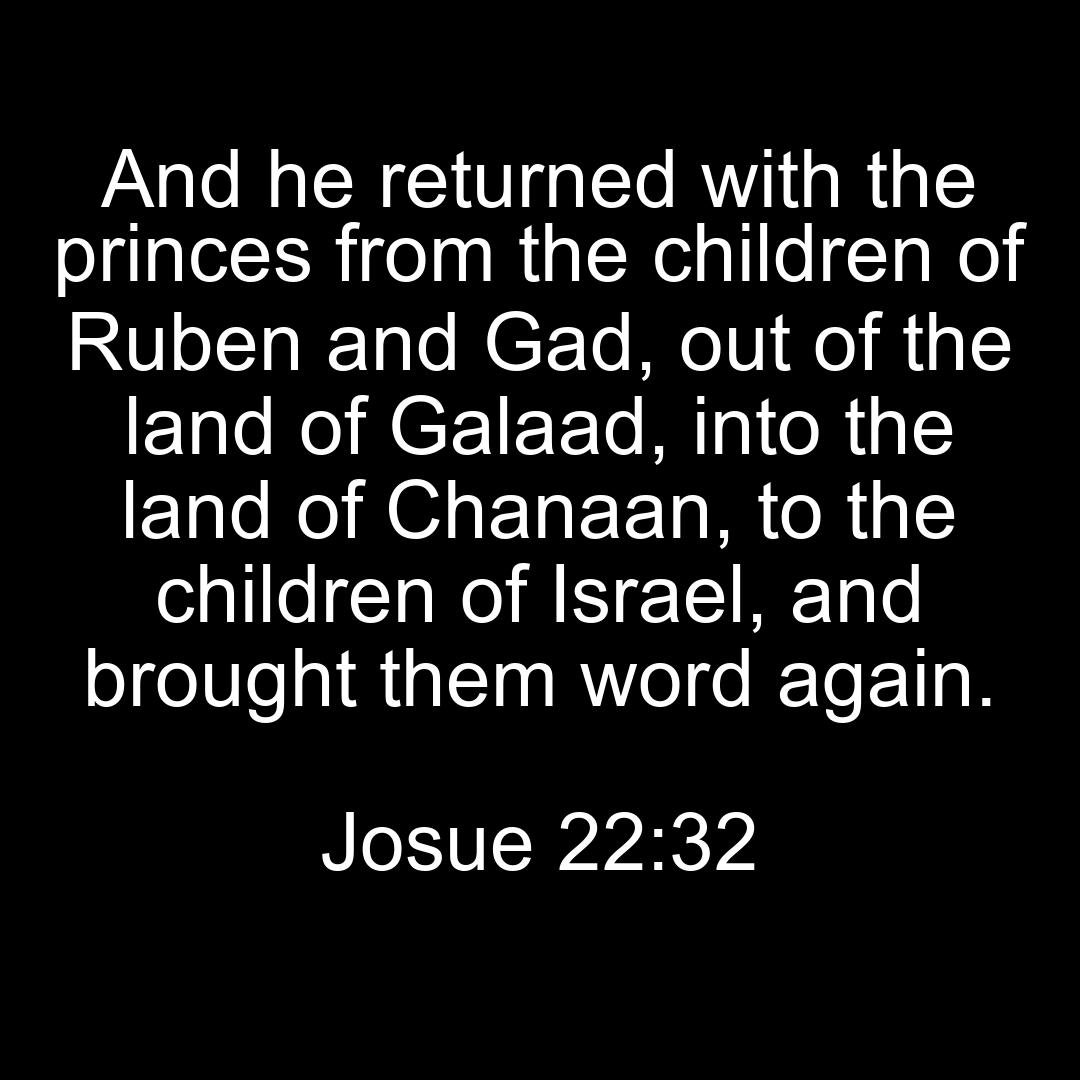 And he returned with the
princes from the children of
Ruben and Gad, out of the
land of Galaad, into the
land of Chanaan, to the
children of Israel, and
brought them word again.
Josue 22:32